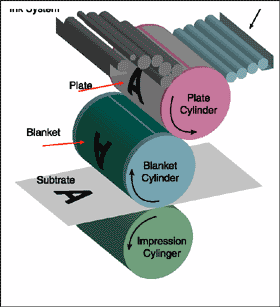 Ink System
Plate
Plate
Cylinder
Blanket
Blanket
Cylinder
Subtrate
Impression
Cylinger
A
A
A